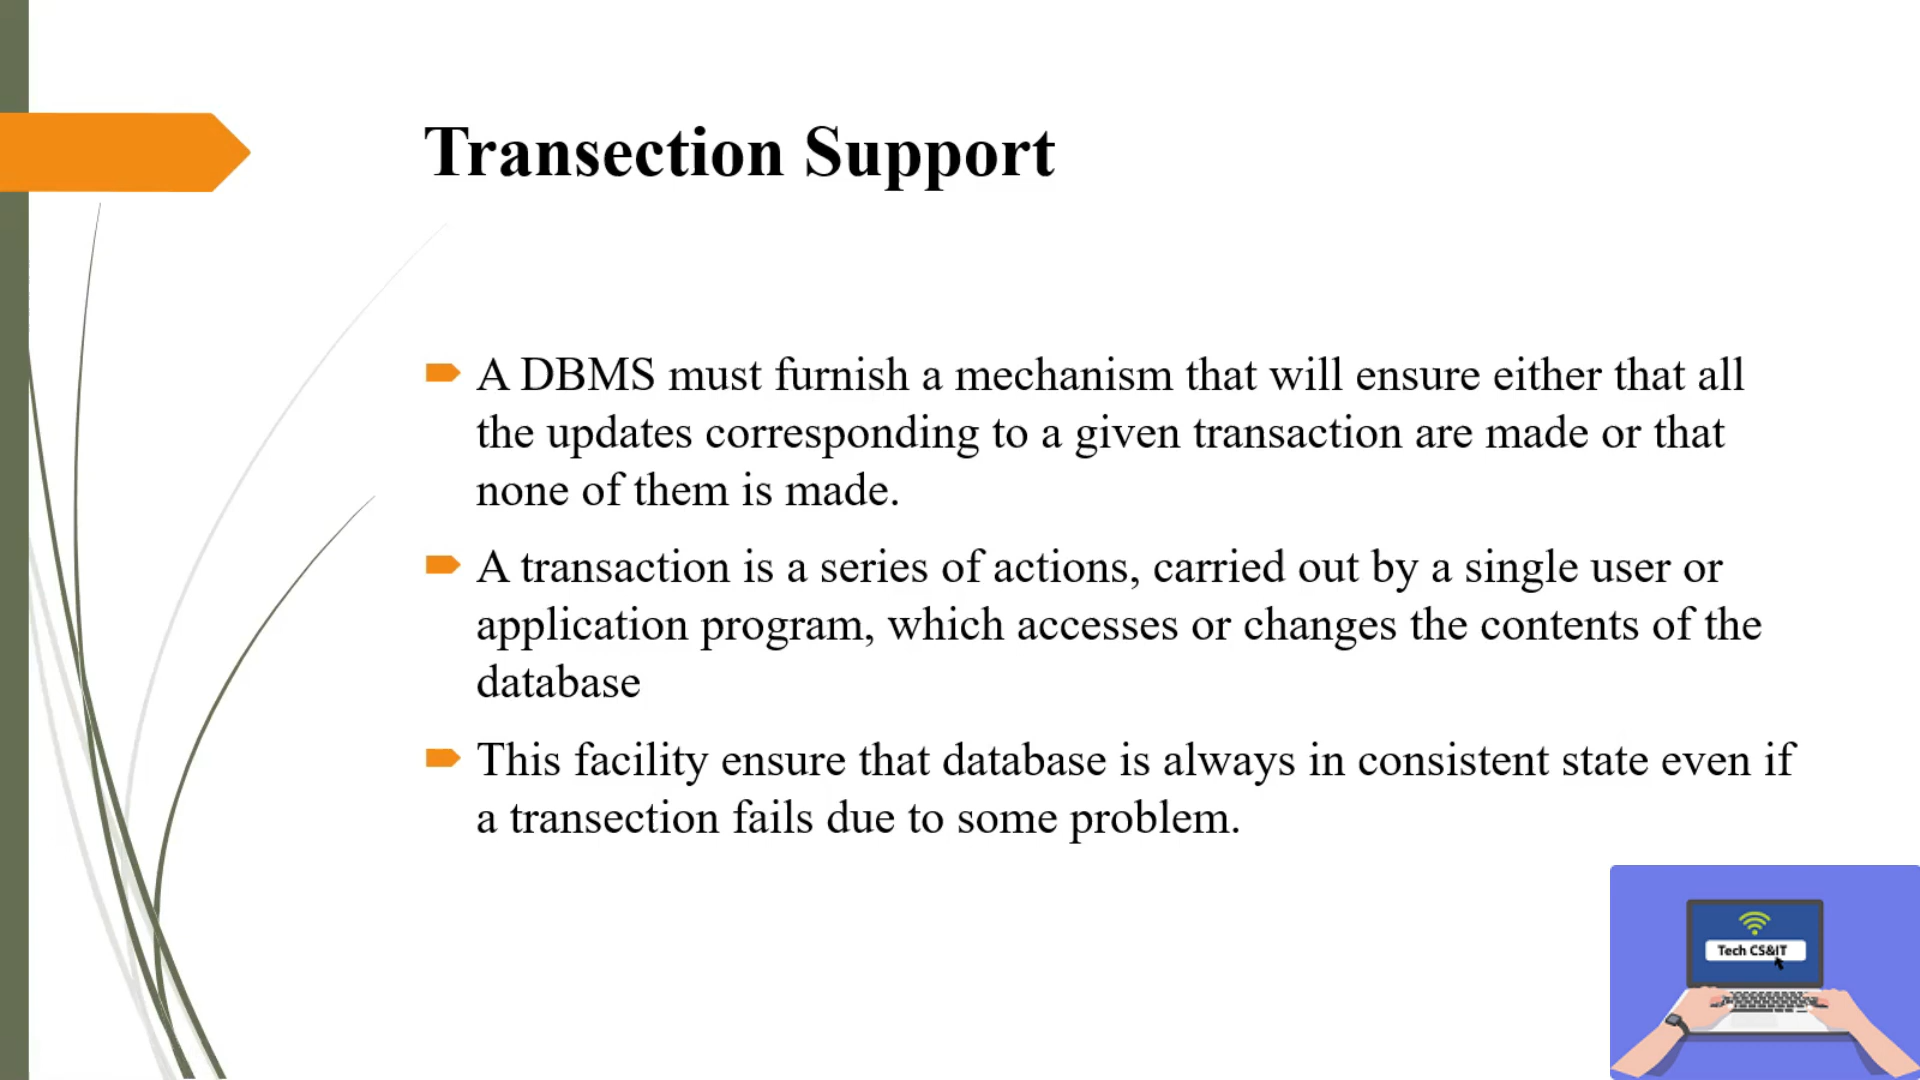 Transection Support
A DBMS must furnish a mechanism that will ensure either that all
the updates corresponding to a given transaction are made or that
none of them is made.
A transaction is a series of actions, carried out by a single user or
application program, which accesses or changes the contents of the
database
This facility ensure that database is always in consistent state even if
a transection fails due to some problem.
Tech CS&IT